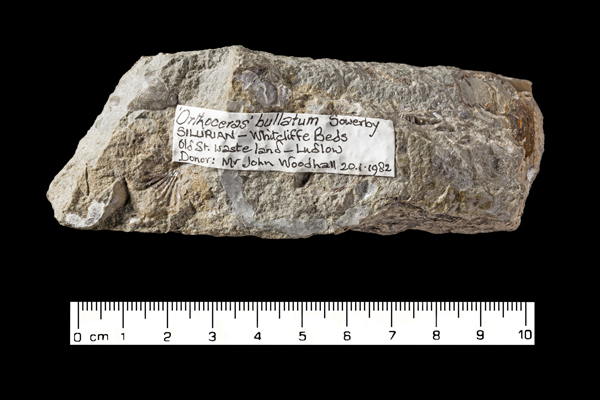 'Orthoceras' bullatum Sowerby
SILURIAN - Whitcliffe Beds
Old St. waste land - Ludlow
Donor: Mr John Woodhall 20.1.1982
0 cm 1 2 3 4 5 6 7 8 9 10